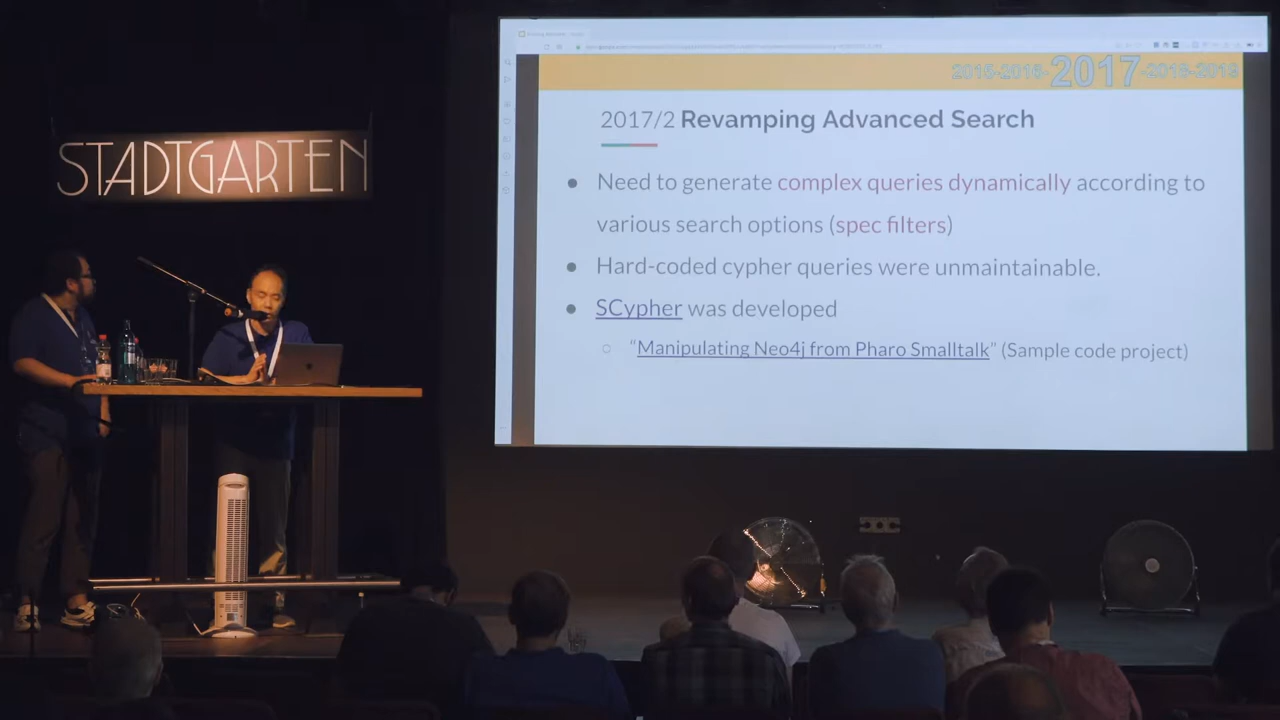 STADTGARTEN
2015-2016-2017-2018-2019
2017/2 Revamping Advanced Search
● Need to generate complex queries dynamically according to
various search options (spec filters)
● Hard-coded cypher queries were unmaintainable.
● SCypher was developed
○ “Manipulating Neo4j from Pharo Smalltalk” (Sample code project)